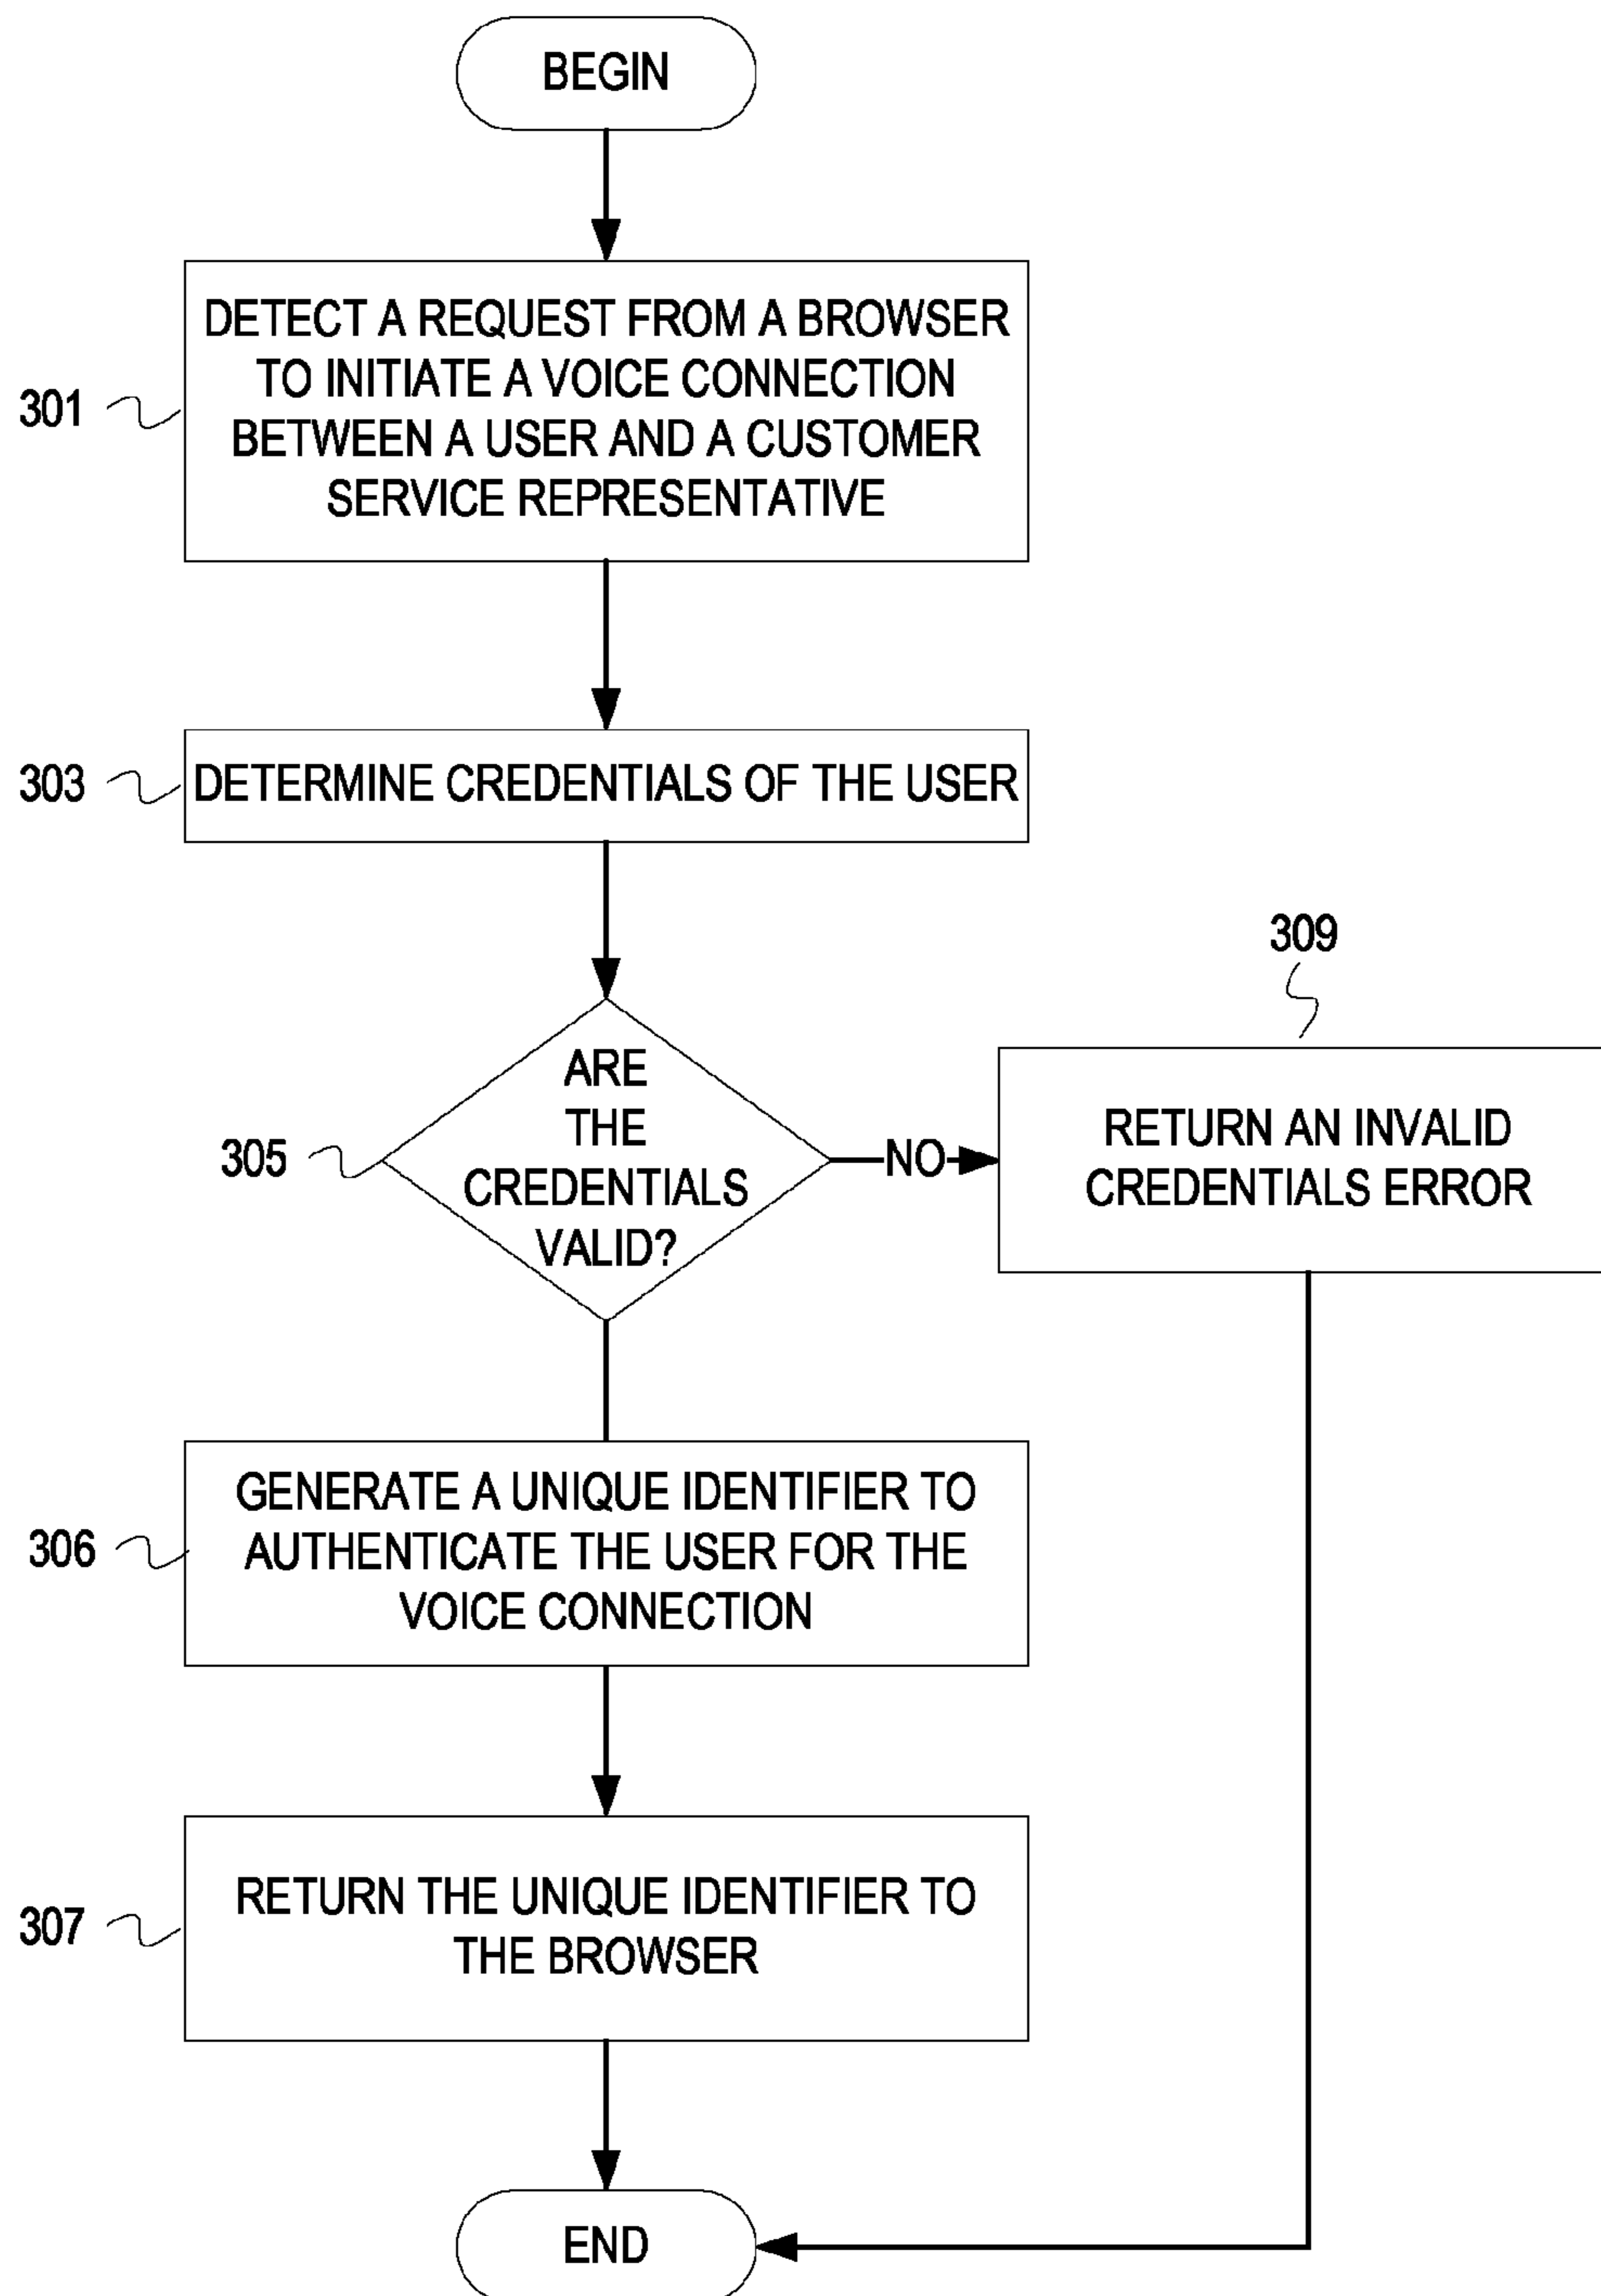 BEGIN
301
DETECT A REQUEST FROM A BROWSER
TO INITIATE A VOICE CONNECTION
BETWEEN A USER AND A CUSTOMER
SERVICE REPRESENTATIVE
303
DETERMINE CREDENTIALS OF THE USER
305
ARE
THE
CREDENTIALS
VALID?
NO
309
RETURN AN INVALID
CREDENTIALS ERROR
306
GENERATE A UNIQUE IDENTIFIER TO
AUTHENTICATE THE USER FOR THE
VOICE CONNECTION
307
RETURN THE UNIQUE IDENTIFIER TO
THE BROWSER
END